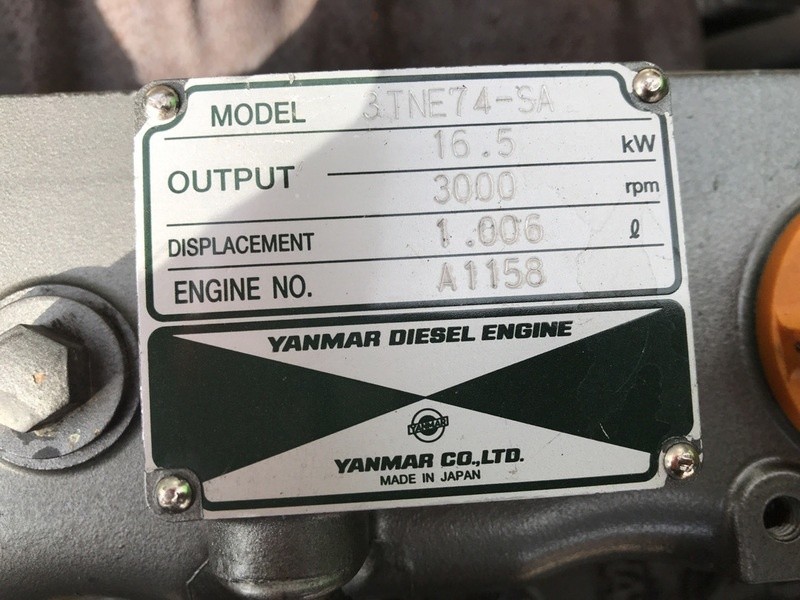 MODEL 3TNE74-SA
16.5 kW
OUTPUT
3000 rpm
DISPLACEMENT 1.006 ℓ
ENGINE NO. A1158
YANMAR DIESEL ENGINE
YANMAR
YANMAR CO.,LTD.
MADE IN JAPAN